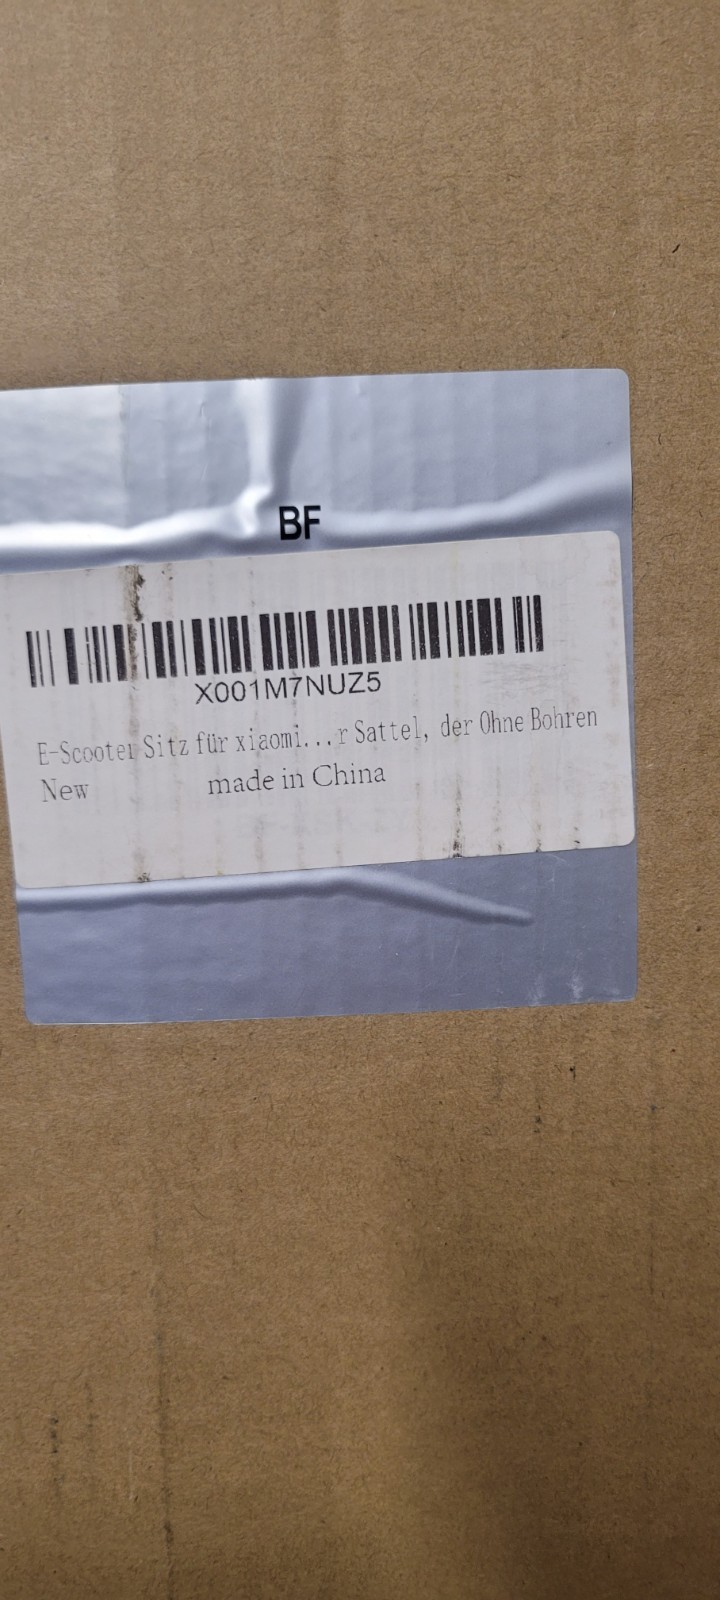 BF
X001M7NUZ5
E-Scooter Sitz für xiaomi...r Sattel, der Ohne Bohren
New made in China